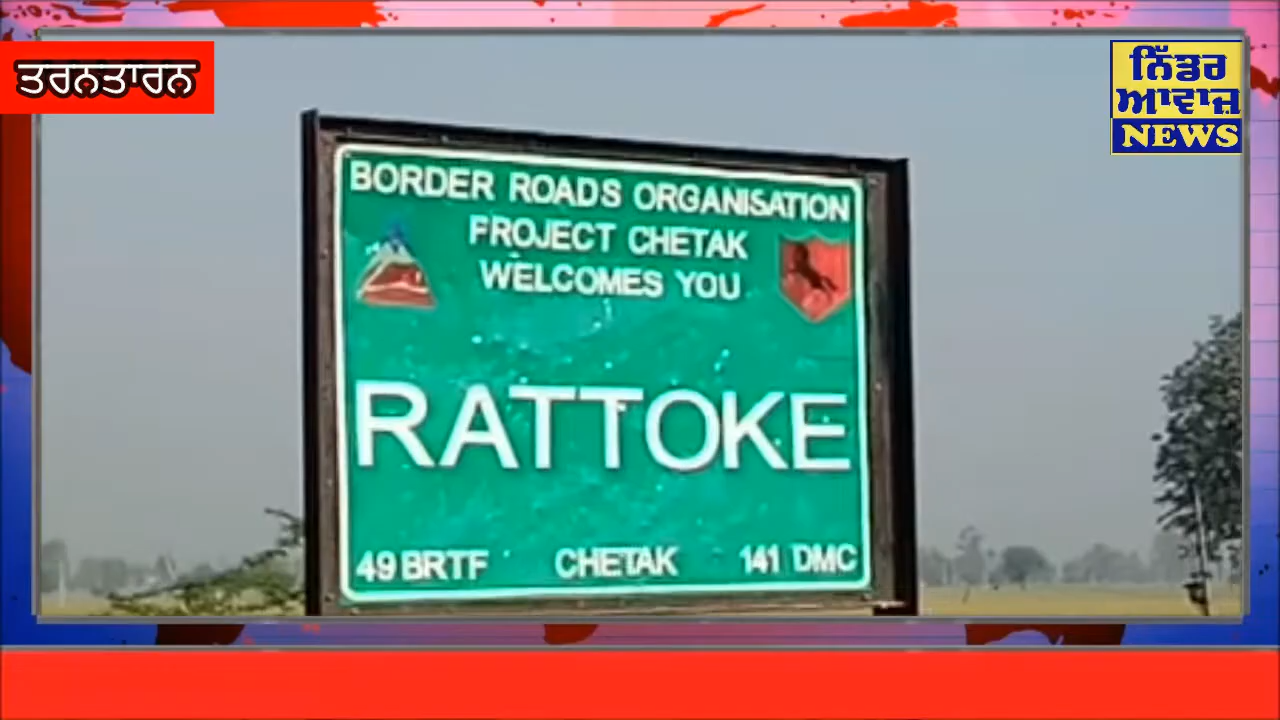 ਤਰਨਤਾਰਨ
ਨਿੱਡਰ
ਆਵਾਜ਼
NEWS
BORDER ROADS ORGANISATION
PROJECT CHETAK
WELCOMES YOU
RATTOKE
49 BRTF CHETAK 141 DMC